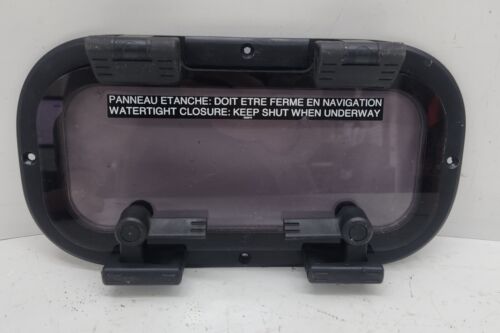 PANNEAU ETANCHE: DOIT ETRE FERME EN NAVIGATION
WATERTIGHT CLOSURE: KEEP SHUT WHEN UNDERWAY